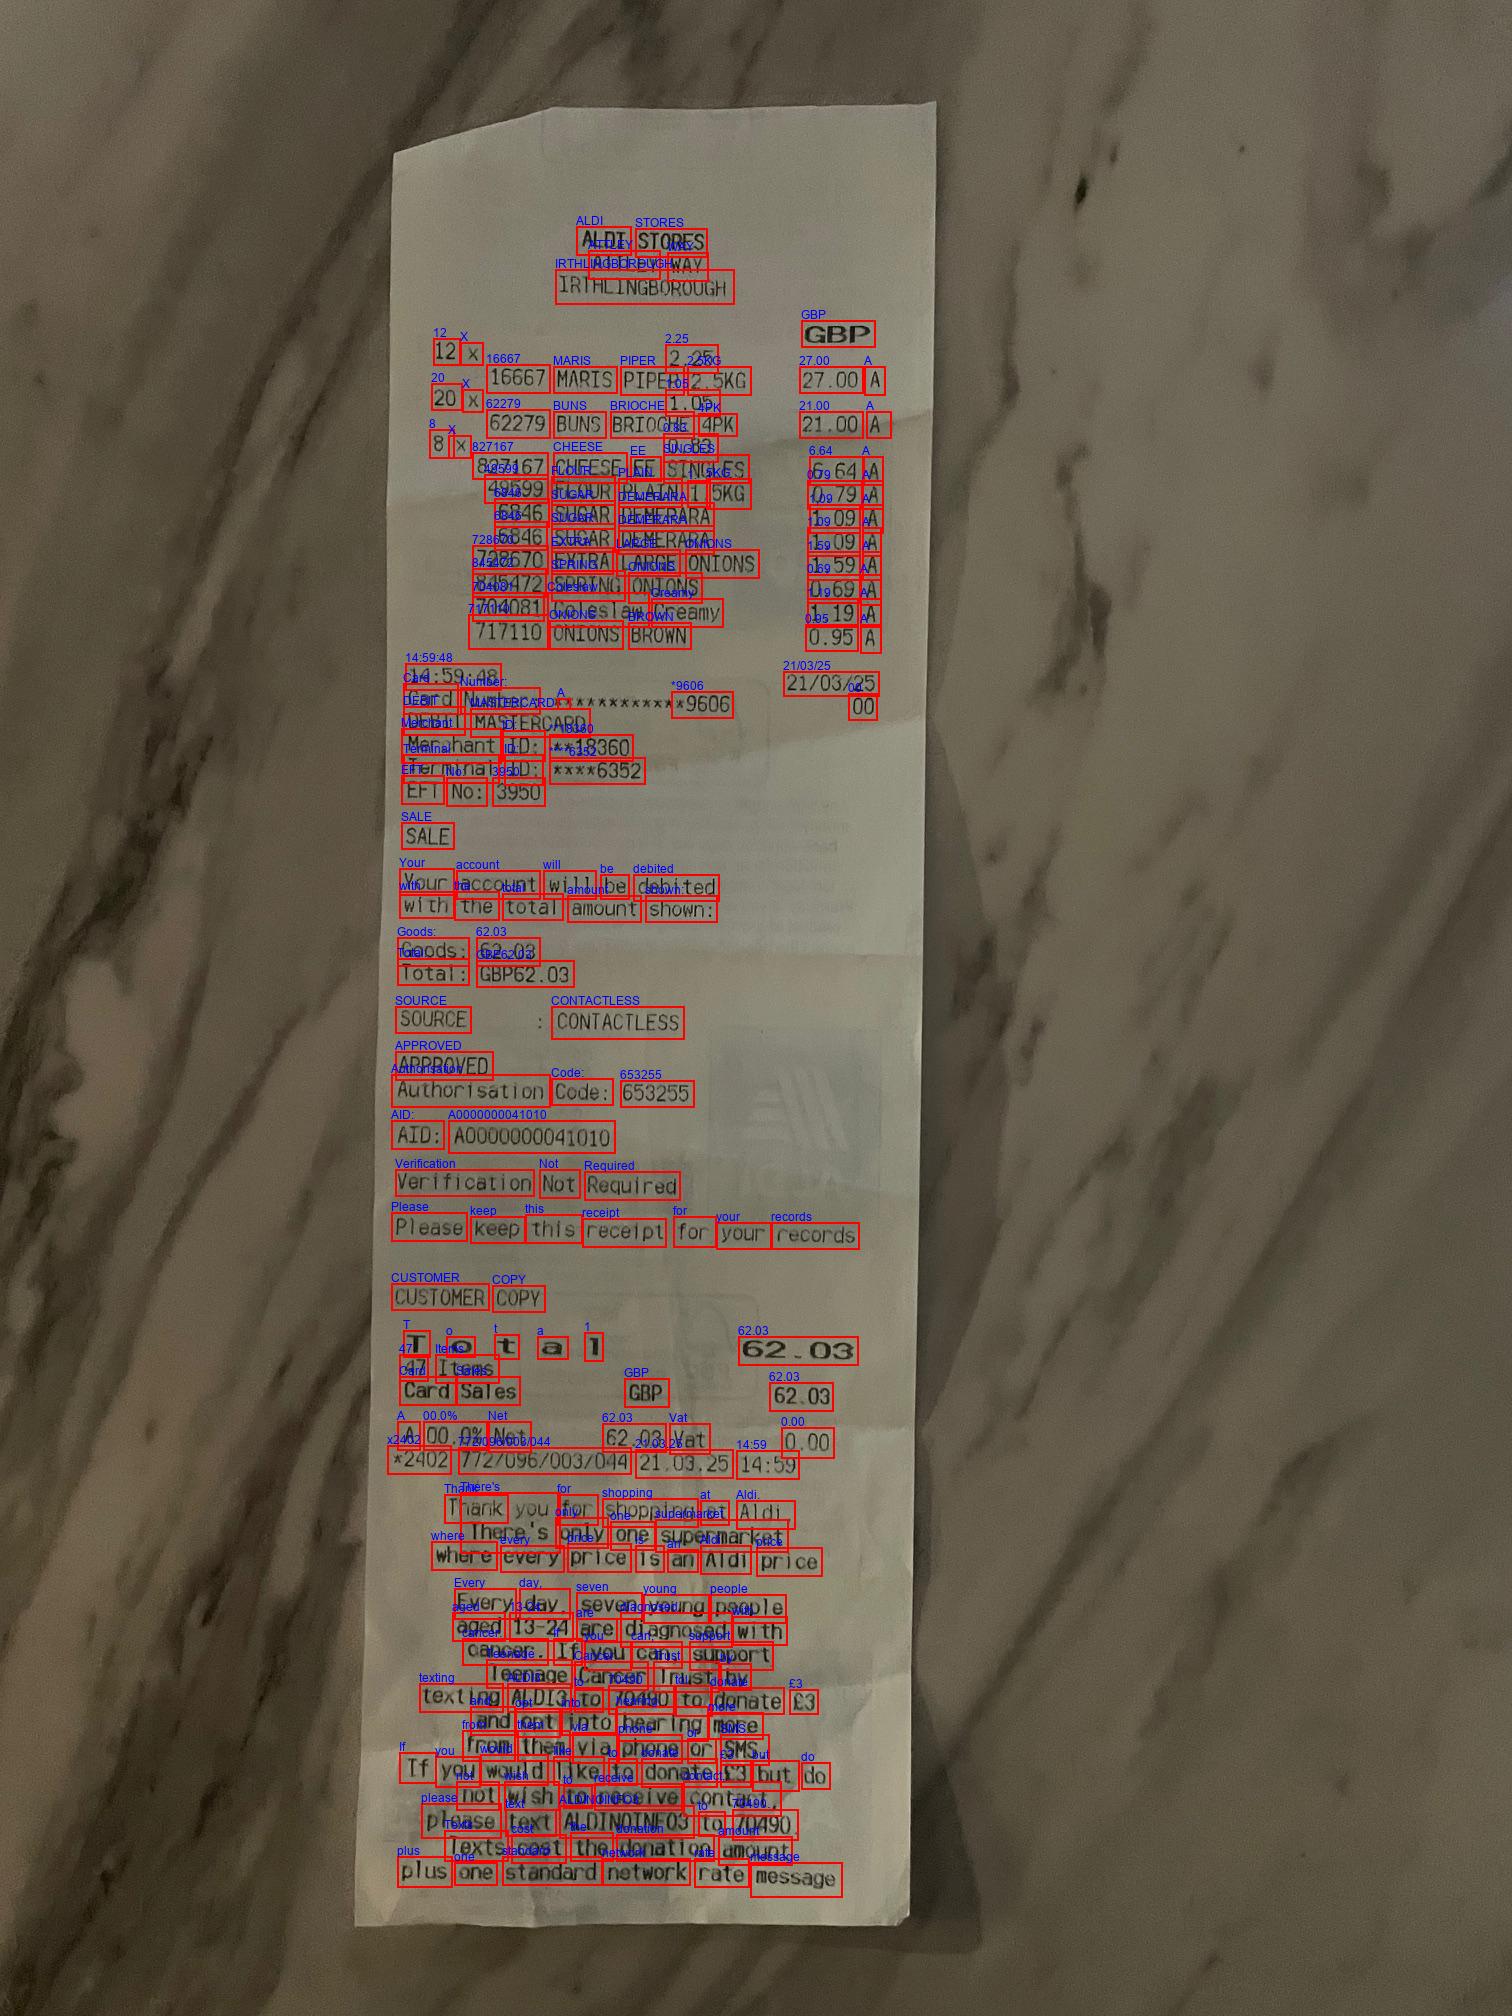 ALDI STORES
ATTLEY WAY
IRTHLINGBOROUGH
GBP
12 x 2.25
16667 MARIS PIPER 2.5KG 27.00 A
20 x 1.05
62279 BUNS BRIOCHE 4PK 21.00 A
8 x 0.83
827167 CHEESE EE SINGLES 6.64 A
49599 FLOUR PLAIN 1.5KG 0.79 A
6846 SUGAR DEMERARA 1.09 A
6846 SUGAR DEMERARA 1.09 A
728670 EXTRA LARGE ONIONS 1.59 A
845472 SPRING ONIONS 0.69 A
704081 Coleslaw Creamy 1.19 A
717110 ONIONS BROWN 0.95 A
14:59:48 21/03/25
Card Number: ************9606 00
DEBIT MASTERCARD
Merchant ID: **18360
Terminal ID: ****6352
EFT No: 3950
SALE
Your account will be debited
with the total amount shown:
Goods: 62.03
Total: GBP62.03
SOURCE : CONTACTLESS
APPROVED
Authorisation Code: 653255
AID: A0000000041010
Verification Not Required
Please keep this receipt for your records
CUSTOMER COPY
Total 62.03
47 Items
Card Sales GBP 62.03
A 00.0% Net 62.03 Vat 0.00
*2402 772/096/003/044 21.03.25 14:59
Thank you for shopping at Aldi.
There's only one supermarket
where every price is an Aldi price
Every day, seven young people
aged 13-24 are diagnosed with
cancer. If you can, support
Teenage Cancer Trust by
texting ALDI3 to 70490 to donate £3
and opt into hearing more
from them via phone or SMS.
If you would like to donate £3 but do
not wish to receive contact,
please text ALDINOINFO3 to 70490.
Texts cost the donation amount
plus one standard network rate message